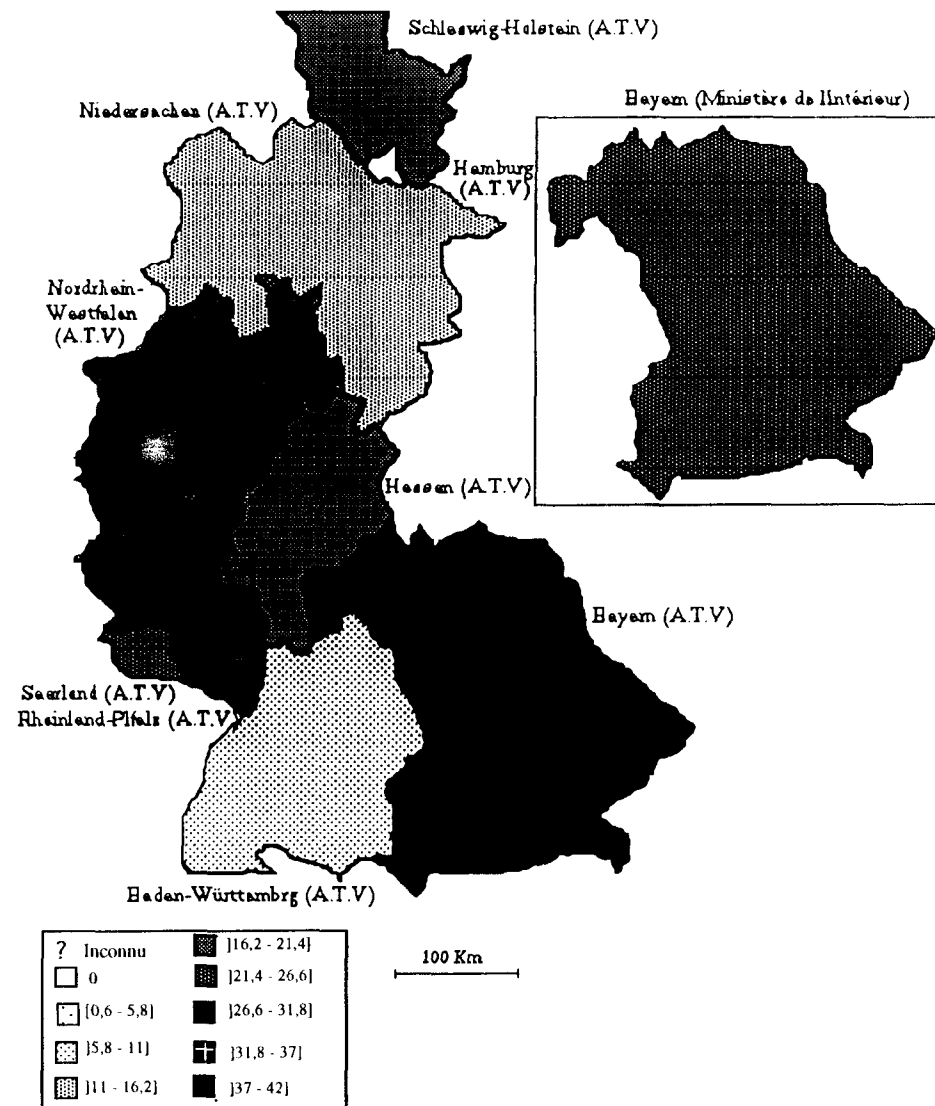 Schleswig-Holstein (A.T.V)
Bayern (Ministère de l'Intérieur)
Niedersachen (A.T.V)
Hamburg
(A.T.V)
Nordrhein-
Westfalen
(A.T.V)
Hessen (A.T.V)
Bayern (A.T.V)
Saarland (A.T.V)
Rheinland-Plfalz (A.T.V)
Baden-Württambrg (A.T.V)
? Inconnu
0
[0,6 - 5,8]
]5,8 - 11]
]11 - 16,2]
]16,2 - 21,4]
]21,4 - 26,6]
]26,6 - 31,8]
]31,8 - 37]
]37 - 42]
100 Km